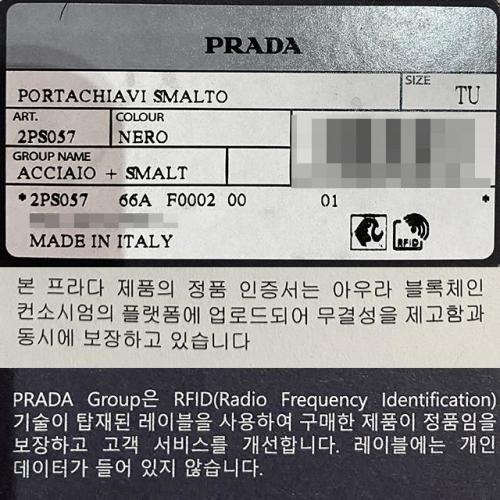 PRADA
PORTACHIAVI SMALTO
SIZE
TU
ART.
2PS057
COLOUR
NERO
GROUP NAME
ACCIAIO + SMALT
*2PS057 66A F0002 00 01 *
MADE IN ITALY
RFID
본 프라다 제품의 정품 인증서는 아우라 블록체인
컨소시엄의 플랫폼에 업로드되어 무결성을 제고함과
동시에 보장하고 있습니다
PRADA Group은 RFID(Radio Frequency Identification)
기술이 탑재된 레이블을 사용하여 구매한 제품이 정품임을
보장하고 고객 서비스를 개선합니다. 레이블에는 개인
데이터가 들어 있지 않습니다.